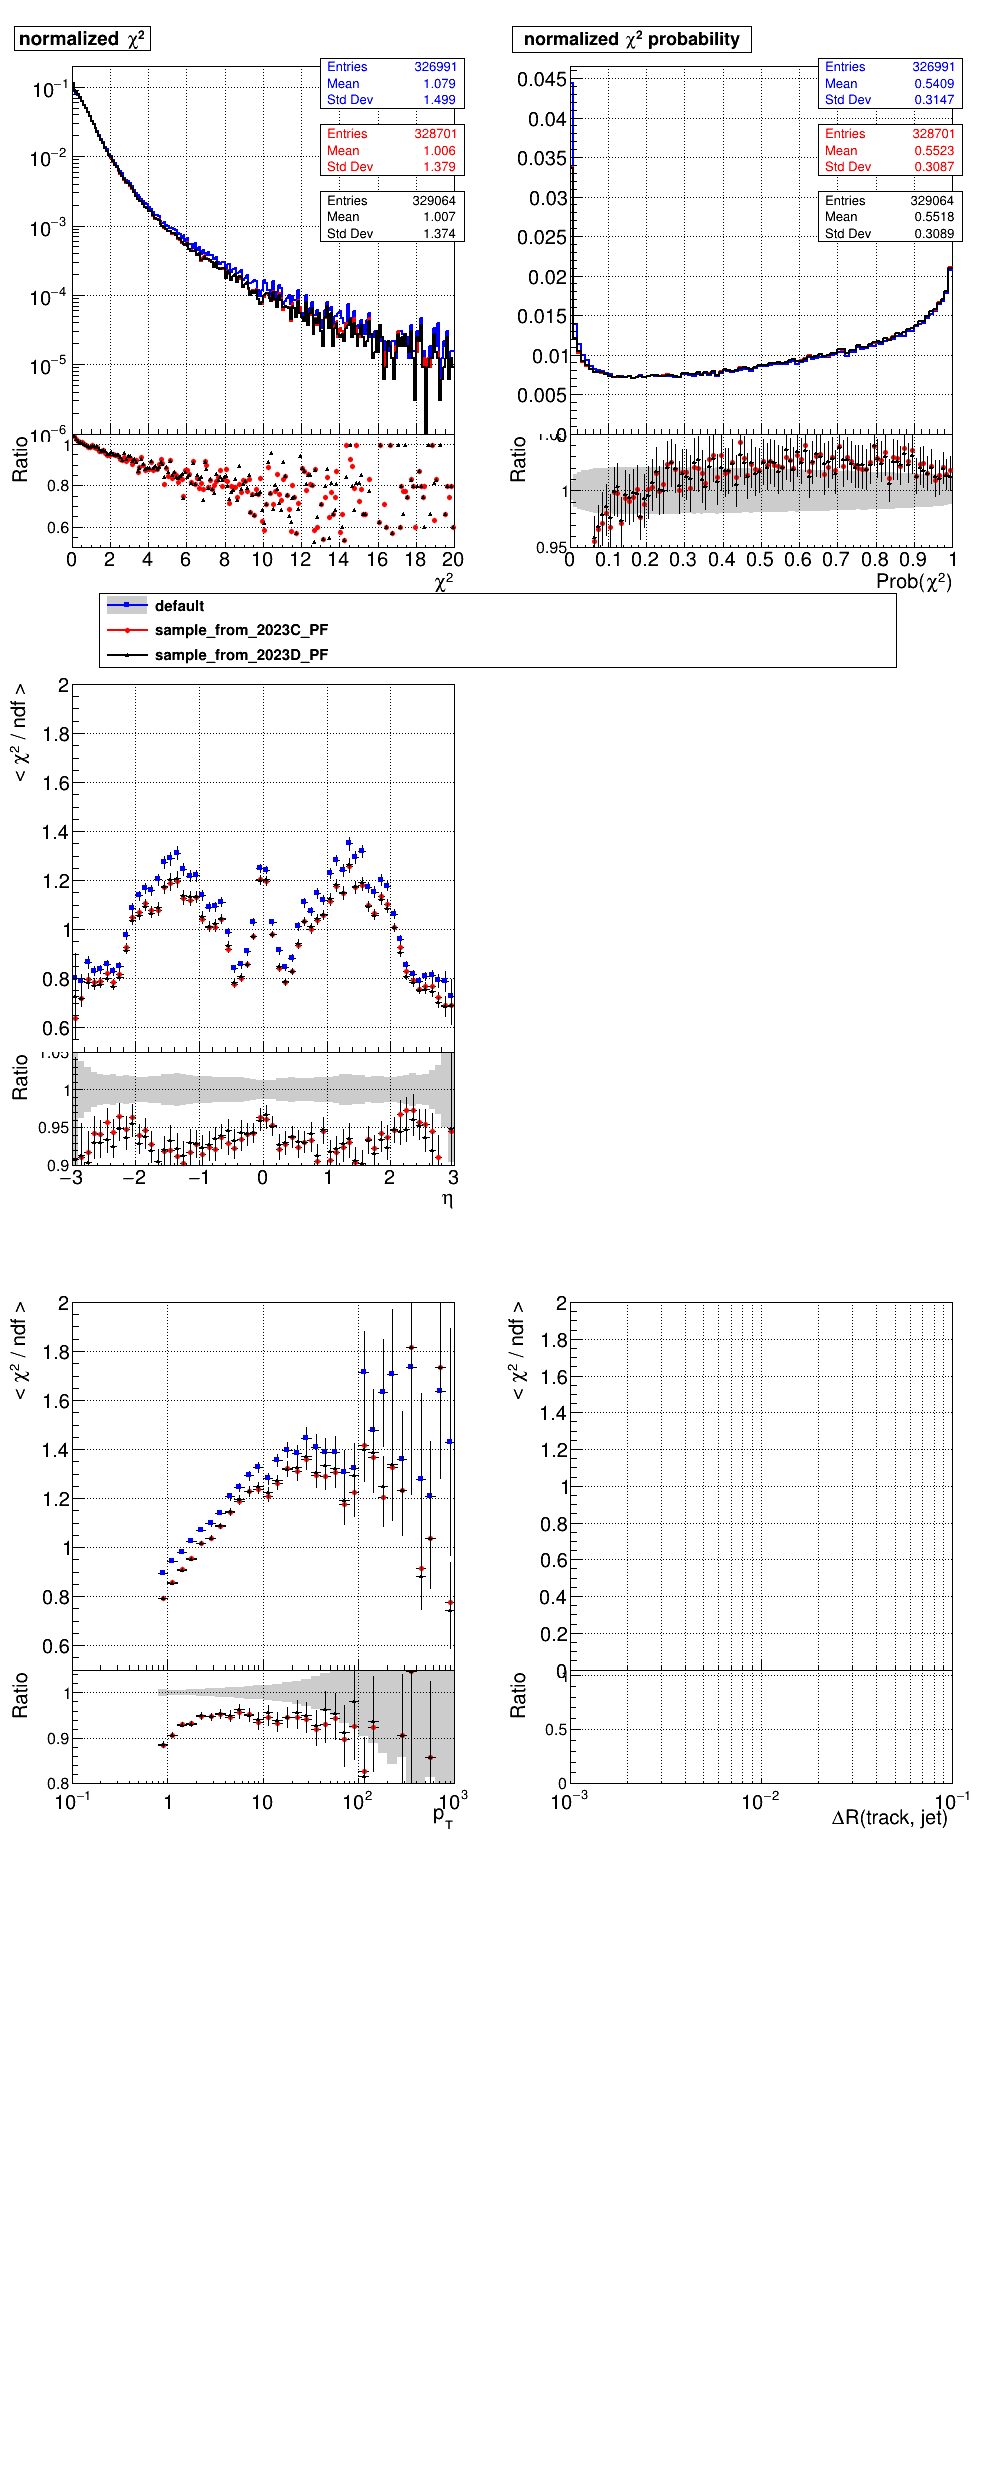 normalized χ²
normalized χ² probability
Entries 326991
Mean 1.079
Std Dev 1.499
Entries 328701
Mean 1.006
Std Dev 1.379
Entries 329064
Mean 1.007
Std Dev 1.374
10⁻¹
10⁻²
10⁻³
10⁻⁴
10⁻⁵
10⁻⁶
Ratio
1
0.8
0.6
0 2 4 6 8 10 12 14 16 18 20
χ²
Entries 326991
Mean 0.5409
Std Dev 0.3147
Entries 328701
Mean 0.5523
Std Dev 0.3087
Entries 329064
Mean 0.5518
Std Dev 0.3089
0.045
0.04
0.035
0.03
0.025
0.02
0.015
0.01
0.005
0
Ratio
1
0.95
0 0.1 0.2 0.3 0.4 0.5 0.6 0.7 0.8 0.9 1
Prob(χ²)
default
sample_from_2023C_PF
sample_from_2023D_PF
< χ² / ndf >
2
1.8
1.6
1.4
1.2
1
0.8
0.6
Ratio
1.05
1
0.95
0.9
−3 −2 −1 0 1 2 3
η
< χ² / ndf >
2
1.8
1.6
1.4
1.2
1
0.8
0.6
Ratio
1
0.9
0.8
10⁻¹ 1 10 10² 10³
p_T
< χ² / ndf >
2
1.8
1.6
1.4
1.2
1
0.8
0.6
0.4
0.2
0
Ratio
1
0.5
0
10⁻³ 10⁻² 10⁻¹
ΔR(track, jet)